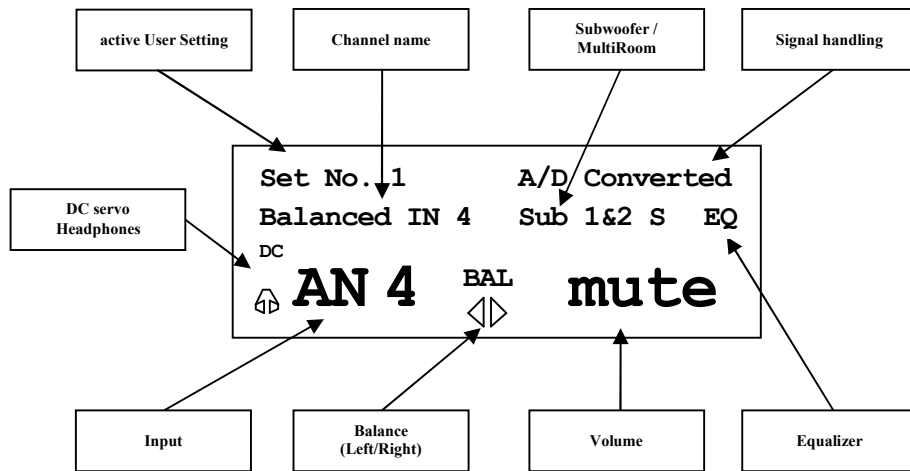 active User Setting
Channel name
Subwoofer /
MultiRoom
Signal handling
Set No. 1
A/D Converted
Balanced IN 4
Sub 1&2 S
EQ
DC servo
Headphones
DC
AN 4
BAL
mute
Input
Balance
(Left/Right)
Volume
Equalizer